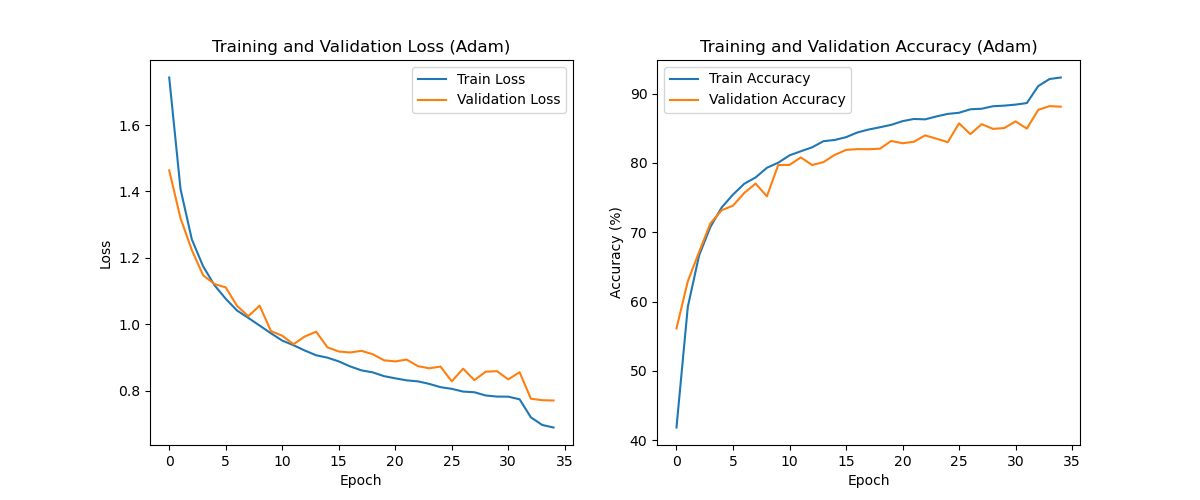 Training and Validation Loss (Adam)
Train Loss
Validation Loss
1.6
1.4
1.2
1.0
0.8
Loss
0
5
10
15
20
25
30
35
Epoch
Training and Validation Accuracy (Adam)
Train Accuracy
Validation Accuracy
90
80
70
60
50
40
Accuracy (%)
0
5
10
15
20
25
30
35
Epoch